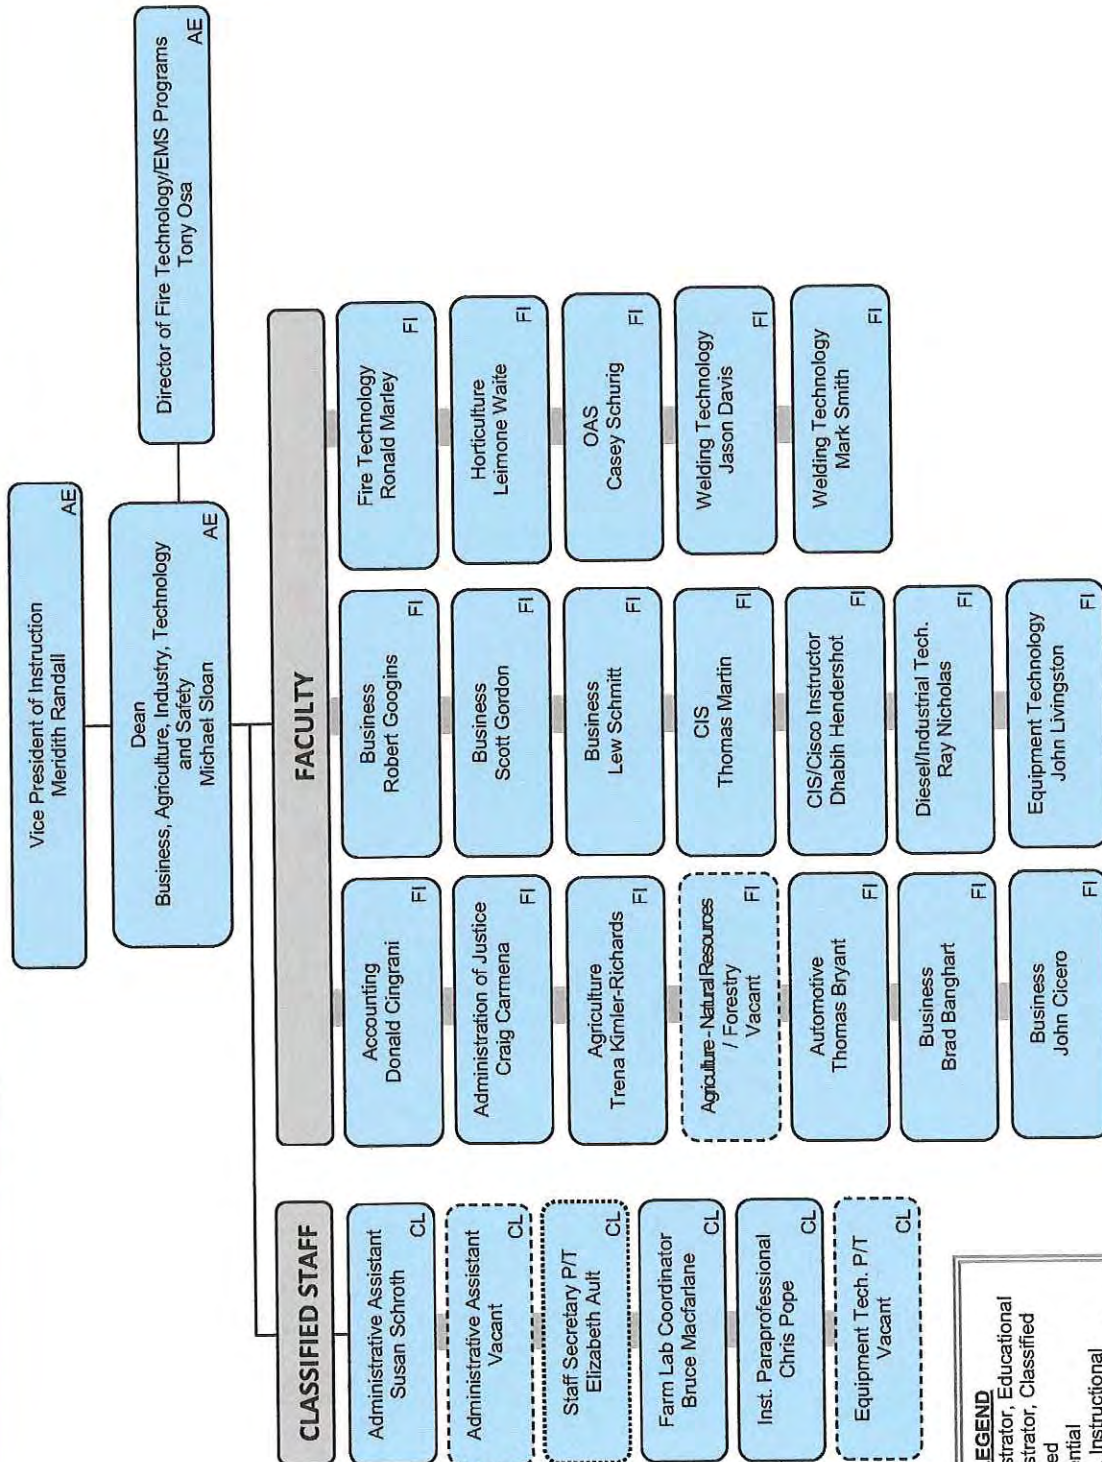 Vice President of Instruction
Meridith Randall
AE
Dean
Business, Agriculture, Industry, Technology
and Safety
Michael Sloan
AE
Director of Fire Technology/EMS Programs
Tony Osa
AE
CLASSIFIED STAFF
Administrative Assistant
Susan Schroth
CL
Administrative Assistant
Vacant
CL
Staff Secretary P/T
Elizabeth Ault
CL
Farm Lab Coordinator
Bruce Macfarlane
CL
Inst. Paraprofessional
Chris Pope
CL
Equipment Tech. P/T
Vacant
CL
FACULTY
Accounting
Donald Cingrani
FI
Administration of Justice
Craig Carmena
FI
Agriculture
Trena Kimler-Richards
FI
Agriculture - Natural Resources
/ Forestry
Vacant
FI
Automotive
Thomas Bryant
FI
Business
Brad Banghart
FI
Business
John Cicero
FI
Business
Robert Googins
FI
Business
Scott Gordon
FI
Business
Lew Schmitt
FI
CIS
Thomas Martin
FI
CIS/Cisco Instructor
Dhabih Hendershot
FI
Diesel/Industrial Tech.
Ray Nicholas
FI
Equipment Technology
John Livingston
FI
Fire Technology
Ronald Marley
FI
Horticulture
Leimone Waite
FI
OAS
Casey Schurig
FI
Welding Technology
Jason Davis
FI
Welding Technology
Mark Smith
FI
EGEND
strator, Educational
strator, Classified
ed
ential
Instructional